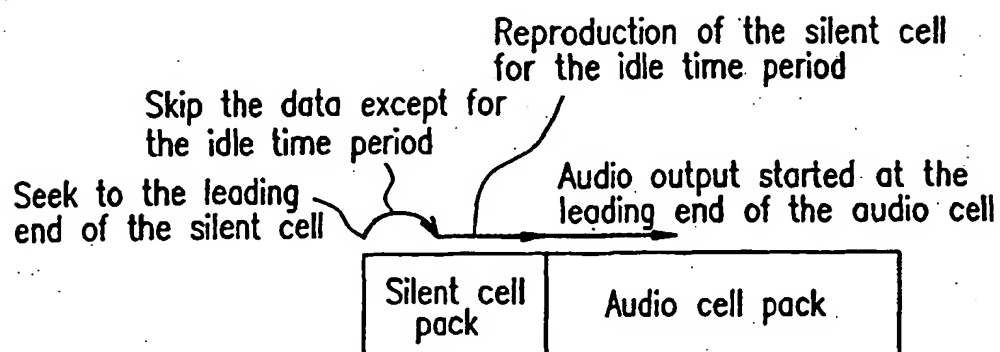 Reproduction of the silent cell
for the idle time period
Skip the data except for
the idle time period
Seek to the leading
end of the silent cell
Audio output started at the
leading end of the audio cell
Silent cell
pack
Audio cell pack